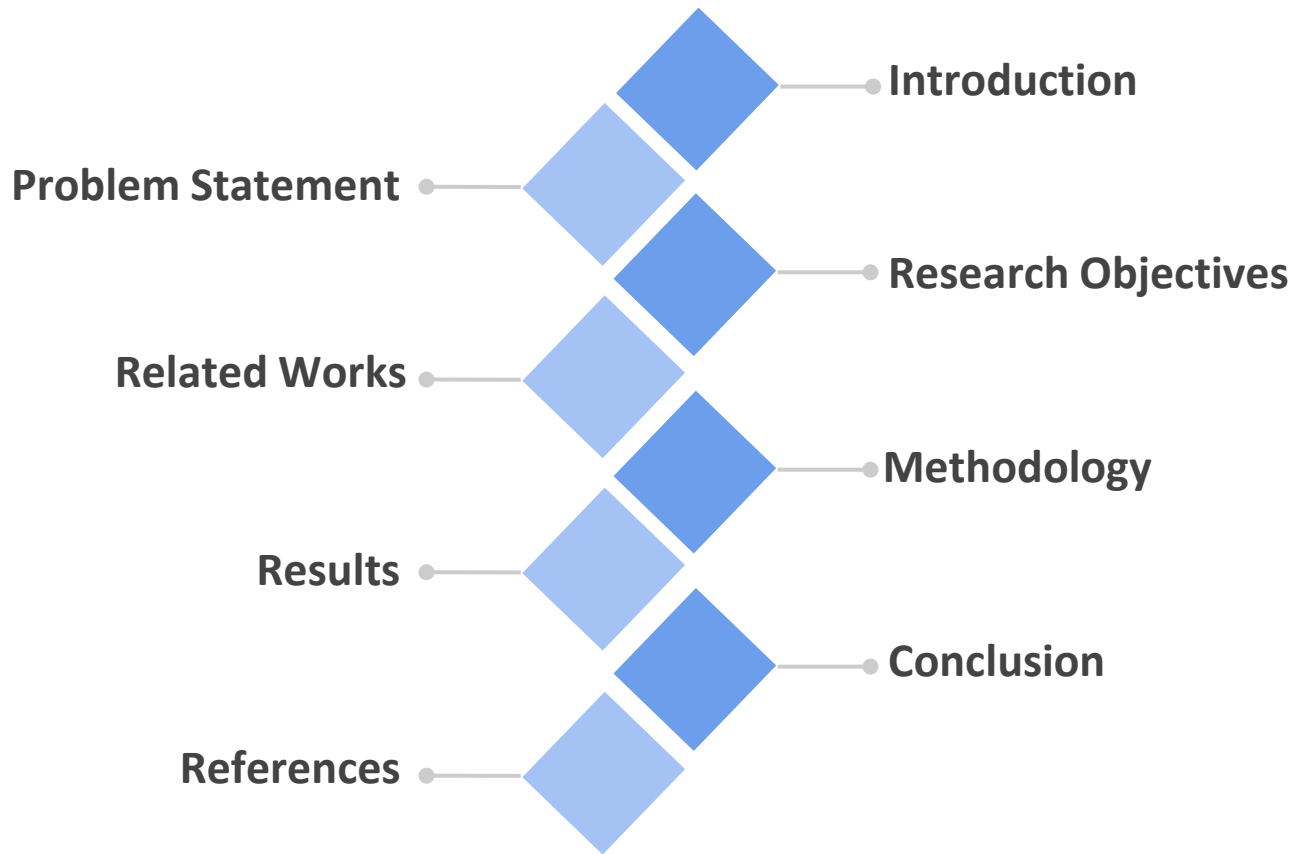 Introduction
Problem Statement
Research Objectives
Related Works
Methodology
Results
Conclusion
References